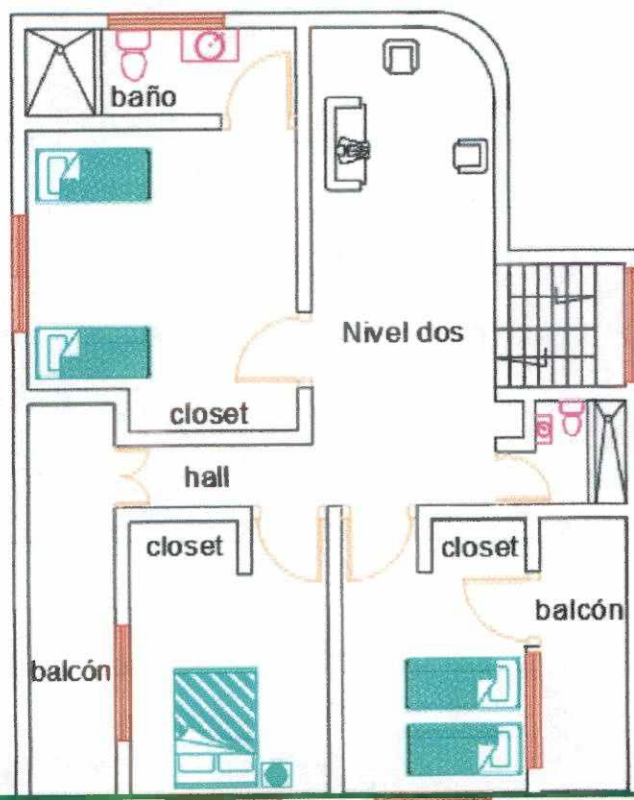 baño
Nivel dos
closet
hall
closet
closet
balcón
balcón